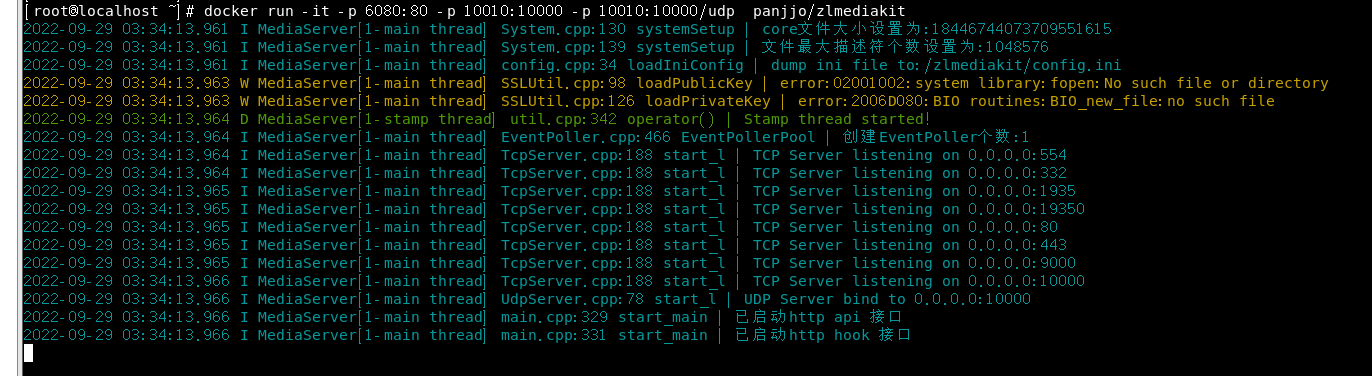 [root@localhost ~]# docker run -it -p 6080:80 -p 10010:10000 -p 10010:10000/udp  panjjo/zlmediakit
2022-09-29 03:34:13.961 I MediaServer[1-main thread] System.cpp:130 systemSetup | core文件大小设置为:18446744073709551615
2022-09-29 03:34:13.961 I MediaServer[1-main thread] System.cpp:139 systemSetup | 文件最大描述符个数设置为:1048576
2022-09-29 03:34:13.961 I MediaServer[1-main thread] config.cpp:34 loadIniConfig | dump ini file to:/zlmediakit/config.ini
2022-09-29 03:34:13.963 W MediaServer[1-main thread] SSLUtil.cpp:98 loadPublicKey | error:02001002:system library:fopen:No such file or directory
2022-09-29 03:34:13.963 W MediaServer[1-main thread] SSLUtil.cpp:126 loadPrivateKey | error:2006D080:BIO routines:BIO_new_file:no such file
2022-09-29 03:34:13.964 D MediaServer[1-stamp thread] util.cpp:342 operator() | Stamp thread started!
2022-09-29 03:34:13.964 I MediaServer[1-main thread] EventPoller.cpp:466 EventPollerPool | 创建EventPoller个数:1
2022-09-29 03:34:13.964 I MediaServer[1-main thread] TcpServer.cpp:188 start_l | TCP Server listening on 0.0.0.0:554
2022-09-29 03:34:13.964 I MediaServer[1-main thread] TcpServer.cpp:188 start_l | TCP Server listening on 0.0.0.0:332
2022-09-29 03:34:13.965 I MediaServer[1-main thread] TcpServer.cpp:188 start_l | TCP Server listening on 0.0.0.0:1935
2022-09-29 03:34:13.965 I MediaServer[1-main thread] TcpServer.cpp:188 start_l | TCP Server listening on 0.0.0.0:19350
2022-09-29 03:34:13.965 I MediaServer[1-main thread] TcpServer.cpp:188 start_l | TCP Server listening on 0.0.0.0:80
2022-09-29 03:34:13.965 I MediaServer[1-main thread] TcpServer.cpp:188 start_l | TCP Server listening on 0.0.0.0:443
2022-09-29 03:34:13.966 I MediaServer[1-main thread] TcpServer.cpp:188 start_l | TCP Server listening on 0.0.0.0:9000
2022-09-29 03:34:13.966 I MediaServer[1-main thread] TcpServer.cpp:188 start_l | TCP Server listening on 0.0.0.0:10000
2022-09-29 03:34:13.966 I MediaServer[1-main thread] UdpServer.cpp:78 start_l | UDP Server bind to 0.0.0.0:10000
2022-09-29 03:34:13.966 I MediaServer[1-main thread] main.cpp:329 start_main | 已启动http api 接口
2022-09-29 03:34:13.966 I MediaServer[1-main thread] main.cpp:331 start_main | 已启动http hook 接口